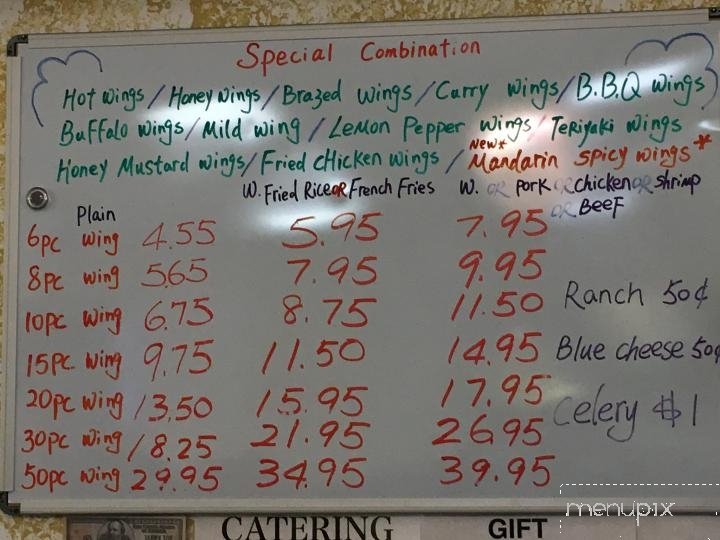 Special Combination
Hot wings / Honey wings / Brazed wings / Curry wings / B.B.Q wings
Buffalo wings / Mild wing / Lemon Pepper wings / Teriyaki wings
New*
Honey Mustard wings / Fried Chicken wings / Mandarin spicy wings*
W. Fried Rice OR French Fries W. OR Pork OR chicken OR shrimp
OR Beef
Plain
6pc wing 4.55 5.95 7.95
8pc wing 565 7.95 9.95
10pc wing 6.75 8.75 11.50
Ranch 50¢
15pc wing 9.75 11.50 14.95
Blue cheese 50¢
20pc wing 13.50 15.95 17.95
Celery $1
30pc wing 18.25 21.95 2695
50pc wing 29.95 34.95 39.95
menupix
CATERING GIFT